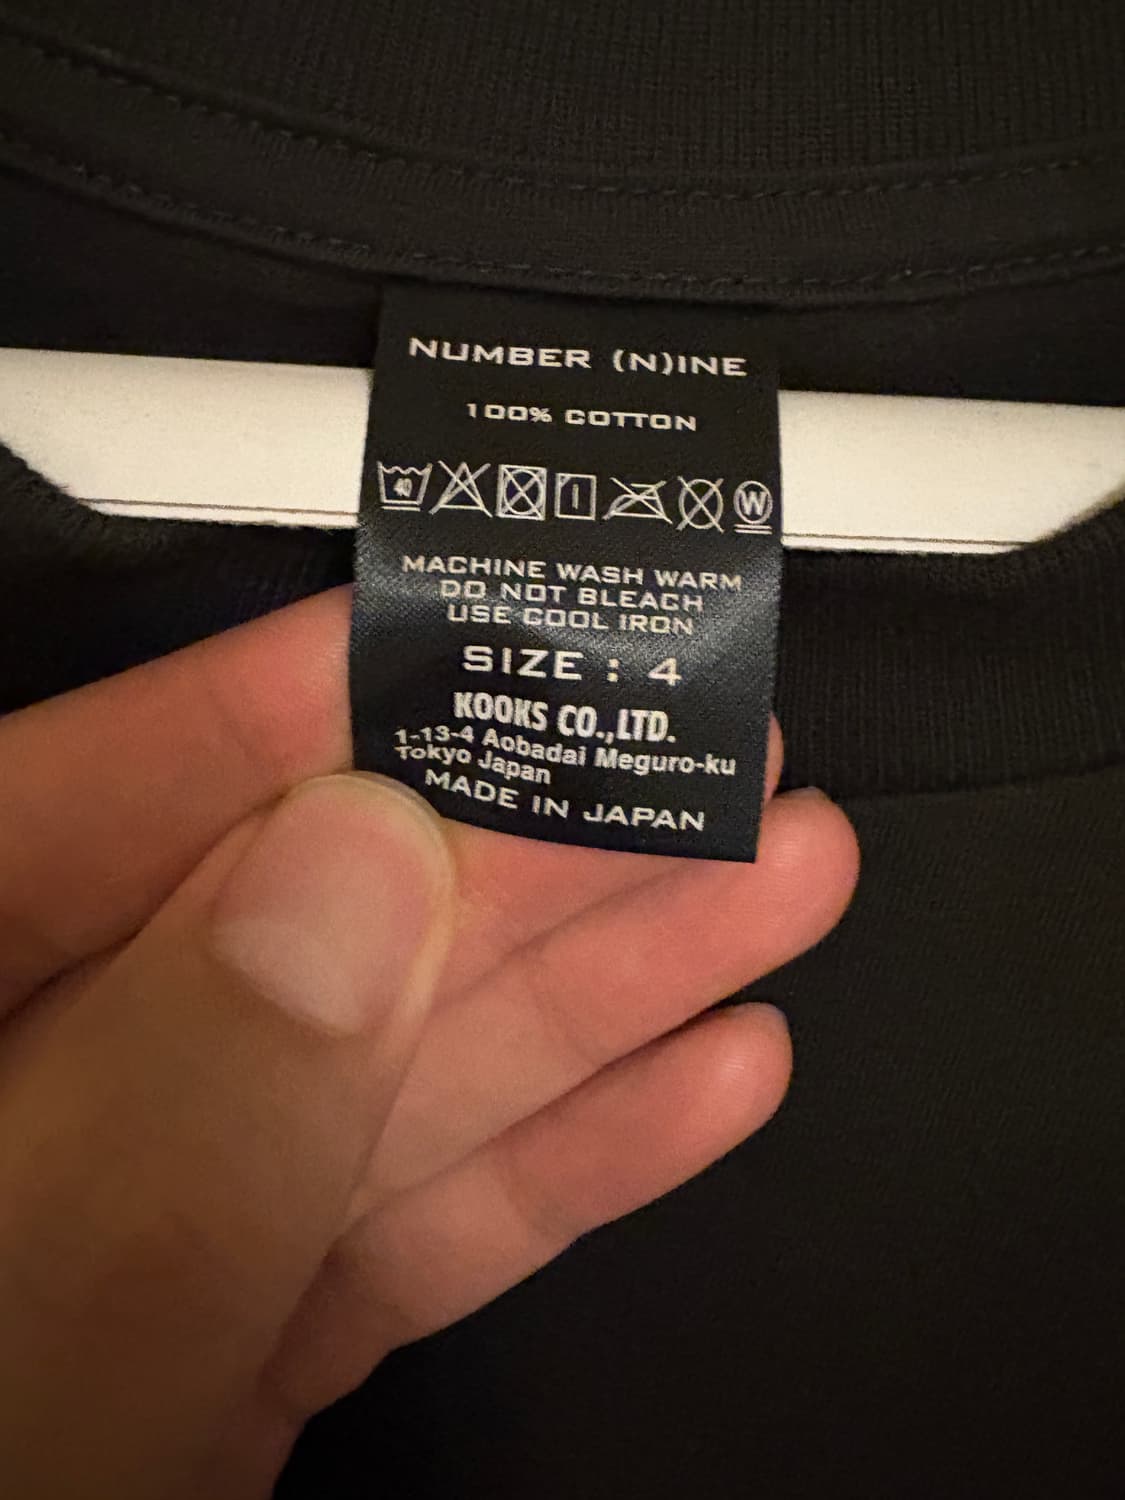 NUMBER (N)INE
100% COTTON
40 W
MACHINE WASH WARM
DO NOT BLEACH
USE COOL IRON
SIZE : 4
KOOKS CO.,LTD.
1-13-4 Aobadai Meguro-ku
Tokyo Japan
MADE IN JAPAN